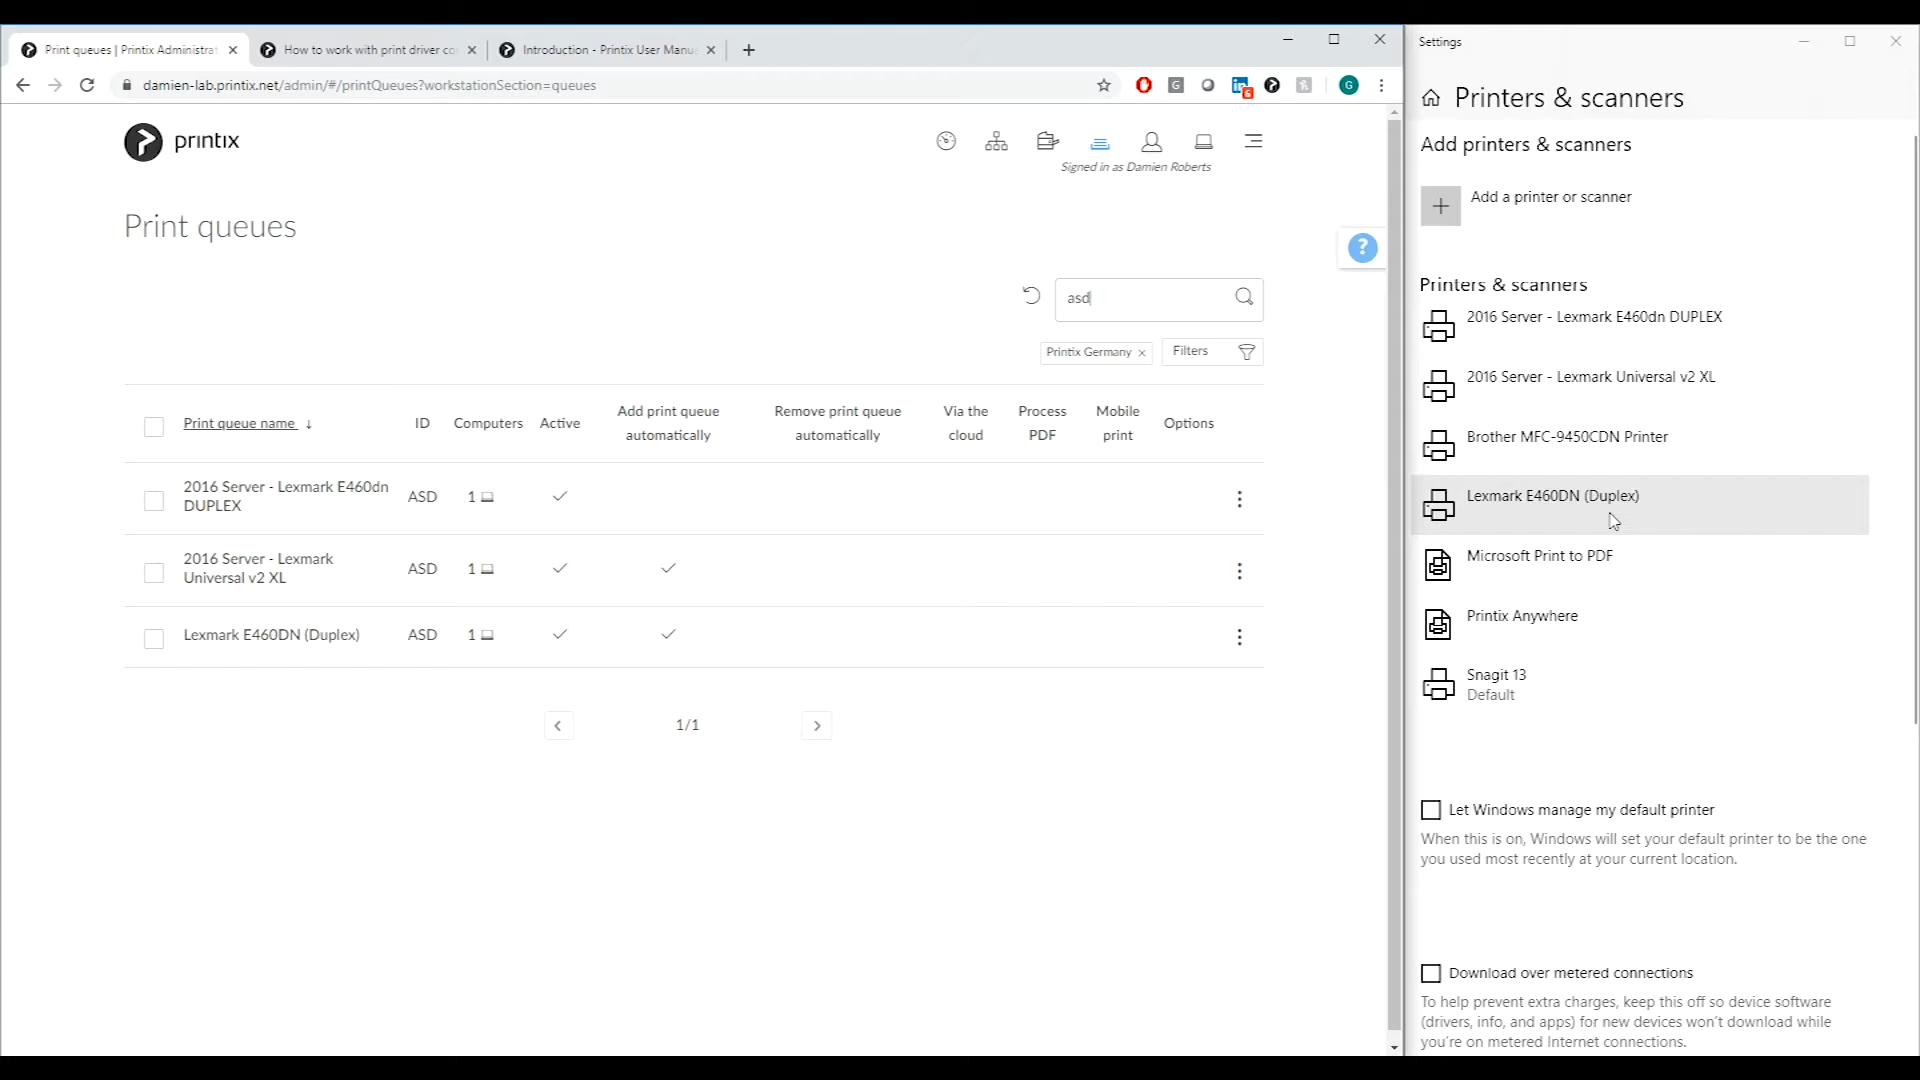 Print queues | Printix Administrat
How to work with print driver co
Introduction - Printix User Manu
damien-lab.printix.net/admin/#/printQueues?workstationSection=queues
G
in
6
G
printix
Signed in as Damien Roberts
Print queues
?
asd
Printix Germany ×
Filters
Print queue name ↓
ID
Computers
Active
Add print queue
automatically
Remove print queue
automatically
Via the
cloud
Process
PDF
Mobile
print
Options
2016 Server - Lexmark E460dn
DUPLEX
ASD
1
2016 Server - Lexmark
Universal v2 XL
ASD
1
Lexmark E460DN (Duplex)
ASD
1
1/1
Settings
Printers & scanners
Add printers & scanners
Add a printer or scanner
Printers & scanners
2016 Server - Lexmark E460dn DUPLEX
2016 Server - Lexmark Universal v2 XL
Brother MFC-9450CDN Printer
Lexmark E460DN (Duplex)
Microsoft Print to PDF
Printix Anywhere
Snagit 13
Default
Let Windows manage my default printer
When this is on, Windows will set your default printer to be the one
you used most recently at your current location.
Download over metered connections
To help prevent extra charges, keep this off so device software
(drivers, info, and apps) for new devices won't download while
you're on metered Internet connections.